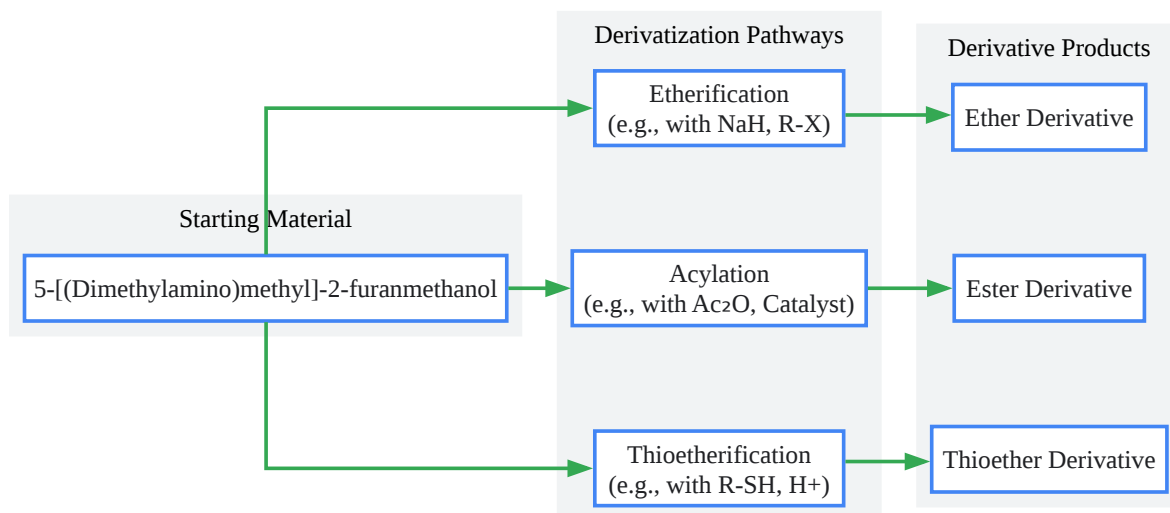 Derivatization Pathways
Derivative Products
Etherification
(e.g., with NaH, R-X)
Ether Derivative
Starting Material
5-[(Dimethylamino)methyl]-2-furanmethanol
Acylation
(e.g., with Ac₂O, Catalyst)
Ester Derivative
Thioetherification
(e.g., with R-SH, H+)
Thioether Derivative